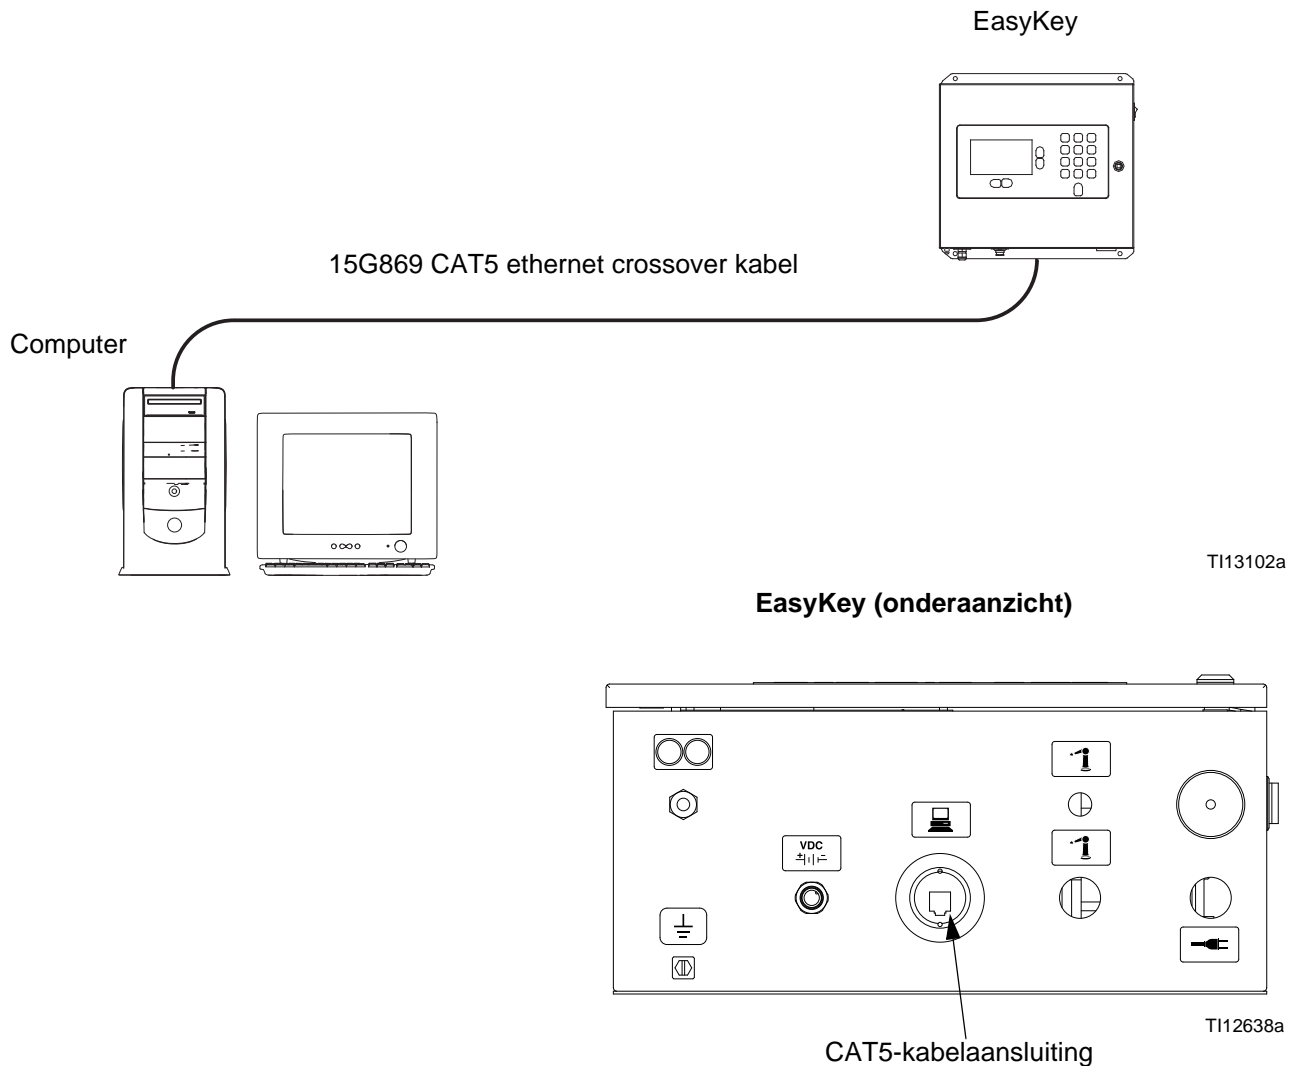 EasyKey
15G869 CAT5 ethernet crossover kabel
Computer
TI13102a
EasyKey (onderaanzicht)
VDC
TI12638a
CAT5-kabelaansluiting